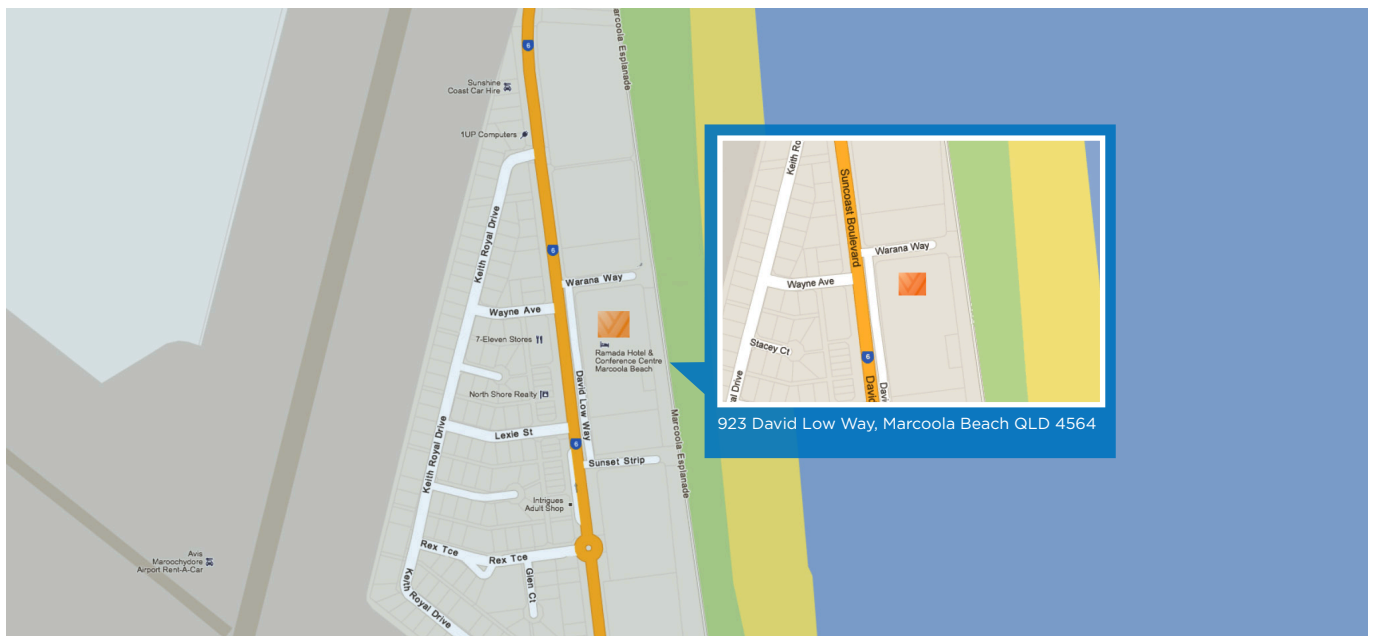 Marcoola Esplanade
6
Sunshine
Coast Car Hire
1UP Computers
Keith Royal Drive
6
Warana Way
Wayne Ave
7-Eleven Stores
Ramada Hotel &
Conference Centre
Marcoola Beach
David Low Way
North Shore Realty
Lexie St
6
Keith Royal Drive
Sunset Strip
Marcoola Esplanade
Intrigues
Adult Shop
Rex Tce
Rex Tce
Glen Ct
Keith Royal Drive
Avis
Maroochydore
Airport Rent-A-Car
Keith Ro
Suncoast Boulevard
Warana Way
Wayne Ave
Stacey Ct
6
al Drive
David
Davi
923 David Low Way, Marcoola Beach QLD 4564